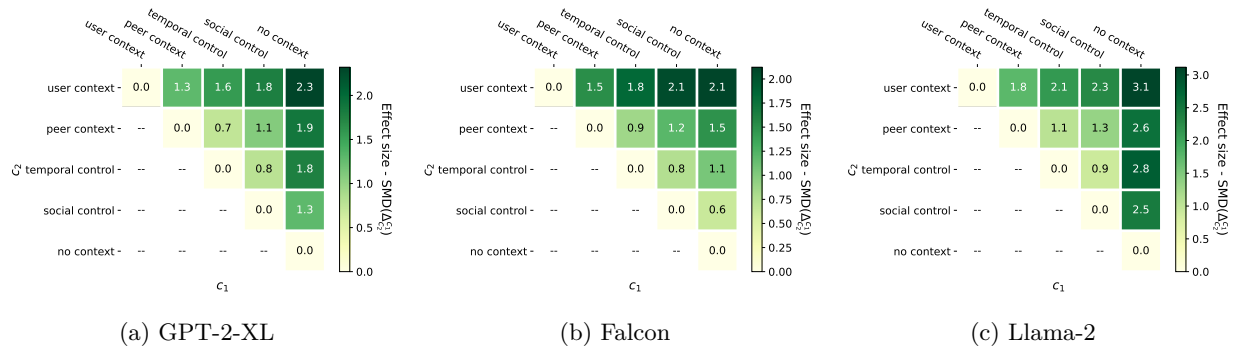 user context
peer context
temporal control
social control
no context
user context
0.0 1.3 1.6 1.8 2.3
peer context
-- 0.0 0.7 1.1 1.9
c2 temporal control
-- -- 0.0 0.8 1.8
social control
-- -- -- 0.0 1.3
no context
-- -- -- -- 0.0
c1
2.0
1.5
1.0
0.5
0.0
Effect size - SMD(Δ^c1_c2)
(a) GPT-2-XL
user context
peer context
temporal control
social control
no context
user context
0.0 1.5 1.8 2.1 2.1
peer context
-- 0.0 0.9 1.2 1.5
c2 temporal control
-- -- 0.0 0.8 1.1
social control
-- -- -- 0.0 0.6
no context
-- -- -- -- 0.0
c1
2.00
1.75
1.50
1.25
1.00
0.75
0.50
0.25
0.00
Effect size - SMD(Δ^c1_c2)
(b) Falcon
user context
peer context
temporal control
social control
no context
user context
0.0 1.8 2.1 2.3 3.1
peer context
-- 0.0 1.1 1.3 2.6
c2 temporal control
-- -- 0.0 0.9 2.8
social control
-- -- -- 0.0 2.5
no context
-- -- -- -- 0.0
c1
3.0
2.5
2.0
1.5
1.0
0.5
0.0
Effect size - SMD(Δ^c1_c2)
(c) Llama-2